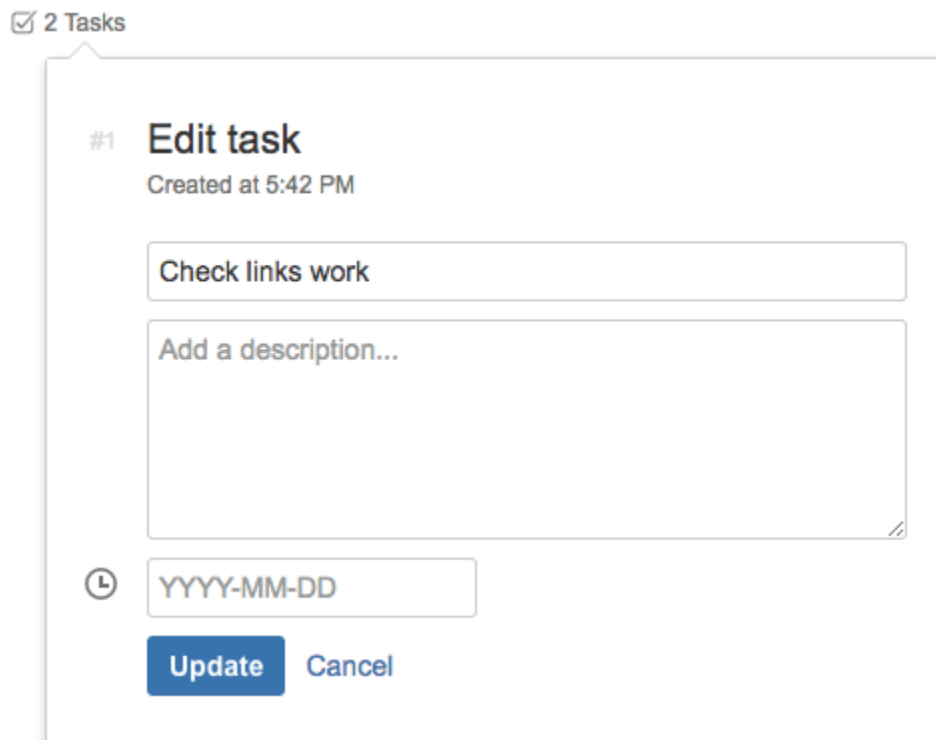 2 Tasks
#1 Edit task
Created at 5:42 PM
Check links work
Add a description...
YYYY-MM-DD
Update Cancel